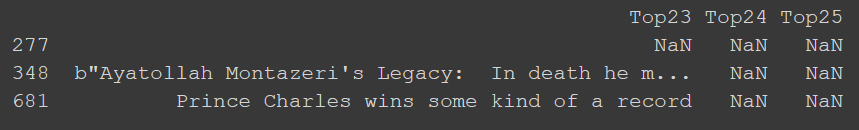 Top23 Top24 Top25
277 NaN NaN NaN
348 b"Ayatollah Montazeri's Legacy:  In death he m... NaN NaN
681 Prince Charles wins some kind of a record NaN NaN